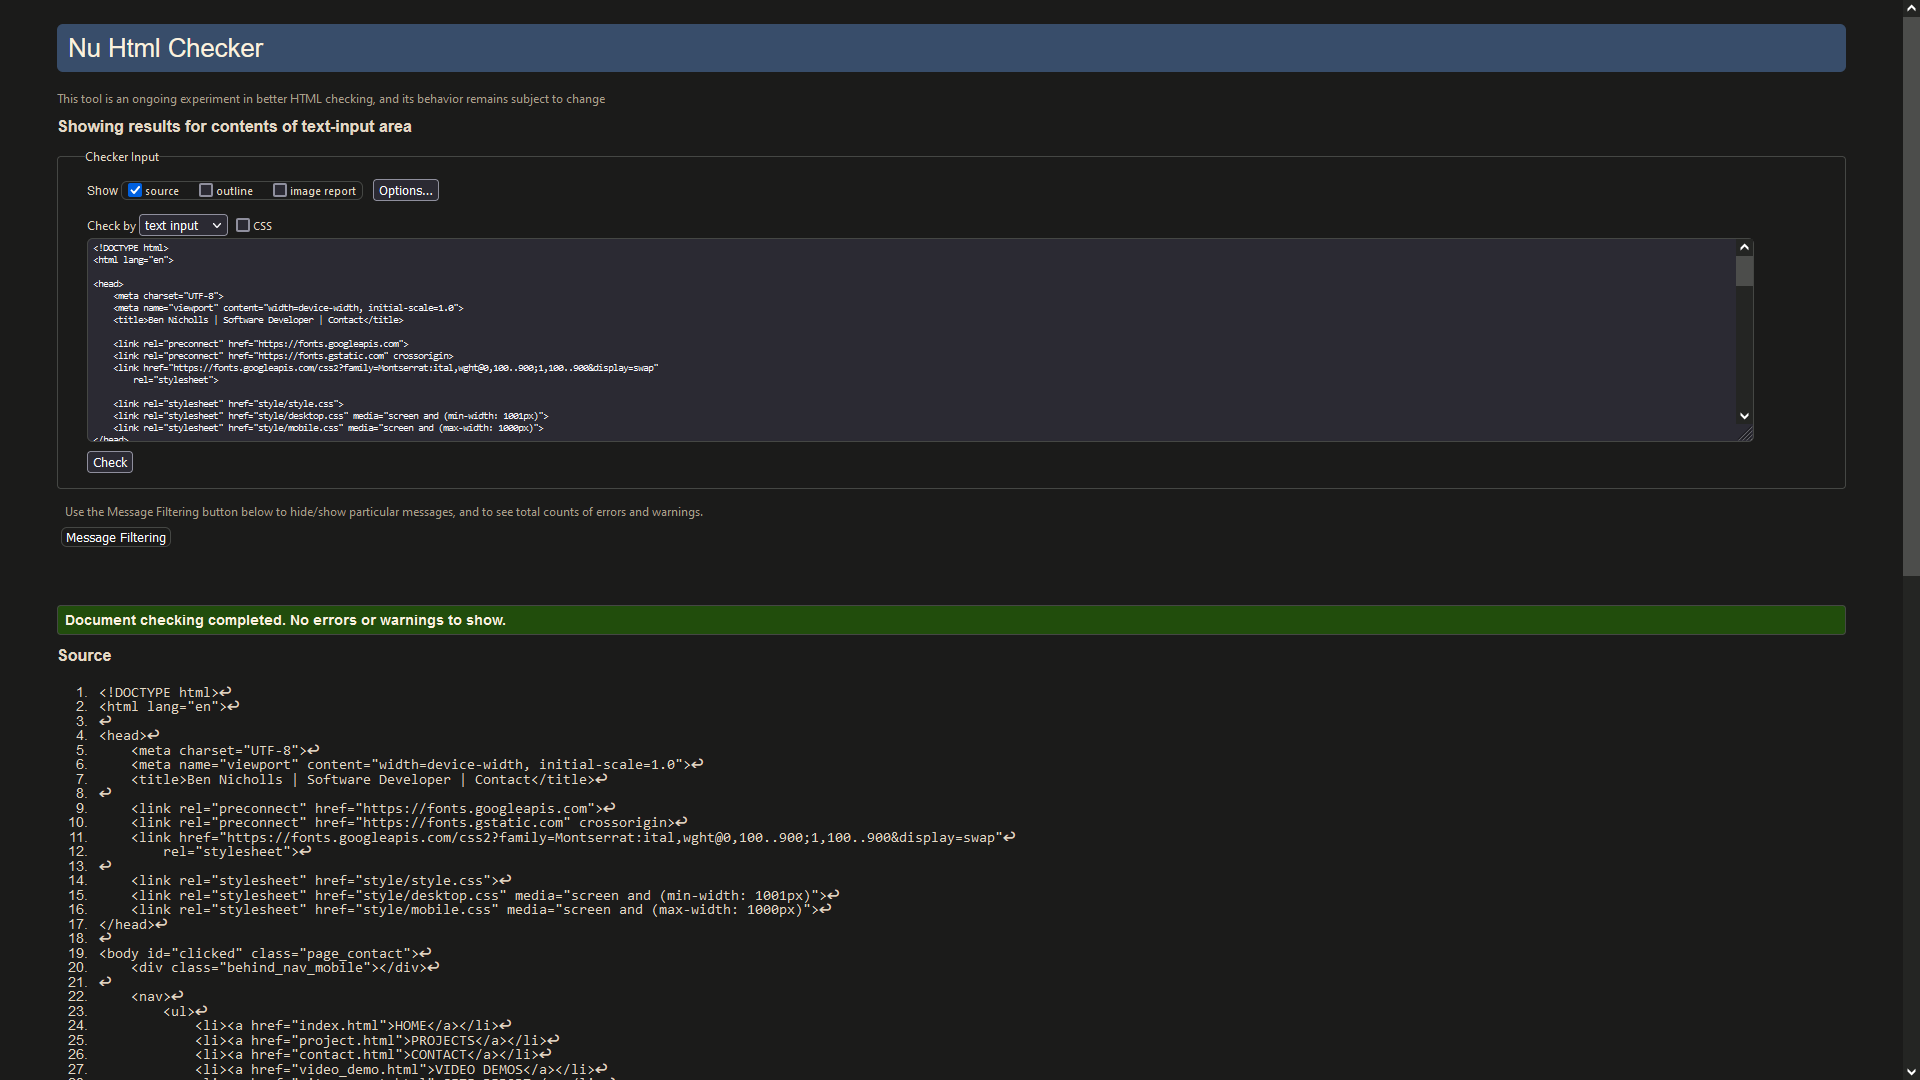 Nu Html Checker
This tool is an ongoing experiment in better HTML checking, and its behavior remains subject to change
Showing results for contents of text-input area
Checker Input
Show source outline image report Options...
Check by text input CSS
<!DOCTYPE html>
<html lang="en">
<head>
<meta charset="UTF-8">
<meta name="viewport" content="width=device-width, initial-scale=1.0">
<title>Ben Nicholls | Software Developer | Contact</title>
<link rel="preconnect" href="https://fonts.googleapis.com">
<link rel="preconnect" href="https://fonts.gstatic.com" crossorigin>
<link href="https://fonts.googleapis.com/css2?family=Montserrat:ital,wght@0,100..900;1,100..900&display=swap"
rel="stylesheet">
<link rel="stylesheet" href="style/style.css">
<link rel="stylesheet" href="style/desktop.css" media="screen and (min-width: 1001px)">
<link rel="stylesheet" href="style/mobile.css" media="screen and (max-width: 1000px)">
</head>
Check
Use the Message Filtering button below to hide/show particular messages, and to see total counts of errors and warnings.
Message Filtering
Document checking completed. No errors or warnings to show.
Source
1. <!DOCTYPE html>↩
2. <html lang="en">↩
3. ↩
4. <head>↩
5. <meta charset="UTF-8">↩
6. <meta name="viewport" content="width=device-width, initial-scale=1.0">↩
7. <title>Ben Nicholls | Software Developer | Contact</title>↩
8. ↩
9. <link rel="preconnect" href="https://fonts.googleapis.com">↩
10. <link rel="preconnect" href="https://fonts.gstatic.com" crossorigin>↩
11. <link href="https://fonts.googleapis.com/css2?family=Montserrat:ital,wght@0,100..900;1,100..900&display=swap"↩
12. rel="stylesheet">↩
13. ↩
14. <link rel="stylesheet" href="style/style.css">↩
15. <link rel="stylesheet" href="style/desktop.css" media="screen and (min-width: 1001px)">↩
16. <link rel="stylesheet" href="style/mobile.css" media="screen and (max-width: 1000px)">↩
17. </head>↩
18. ↩
19. <body id="clicked" class="page_contact">↩
20. <div class="behind_nav_mobile"></div>↩
21. ↩
22. <nav>↩
23. <ul>↩
24. <li><a href="index.html">HOME</a></li>↩
25. <li><a href="project.html">PROJECTS</a></li>↩
26. <li><a href="contact.html">CONTACT</a></li>↩
27. <li><a href="video_demo.html">VIDEO DEMOS</a></li>↩